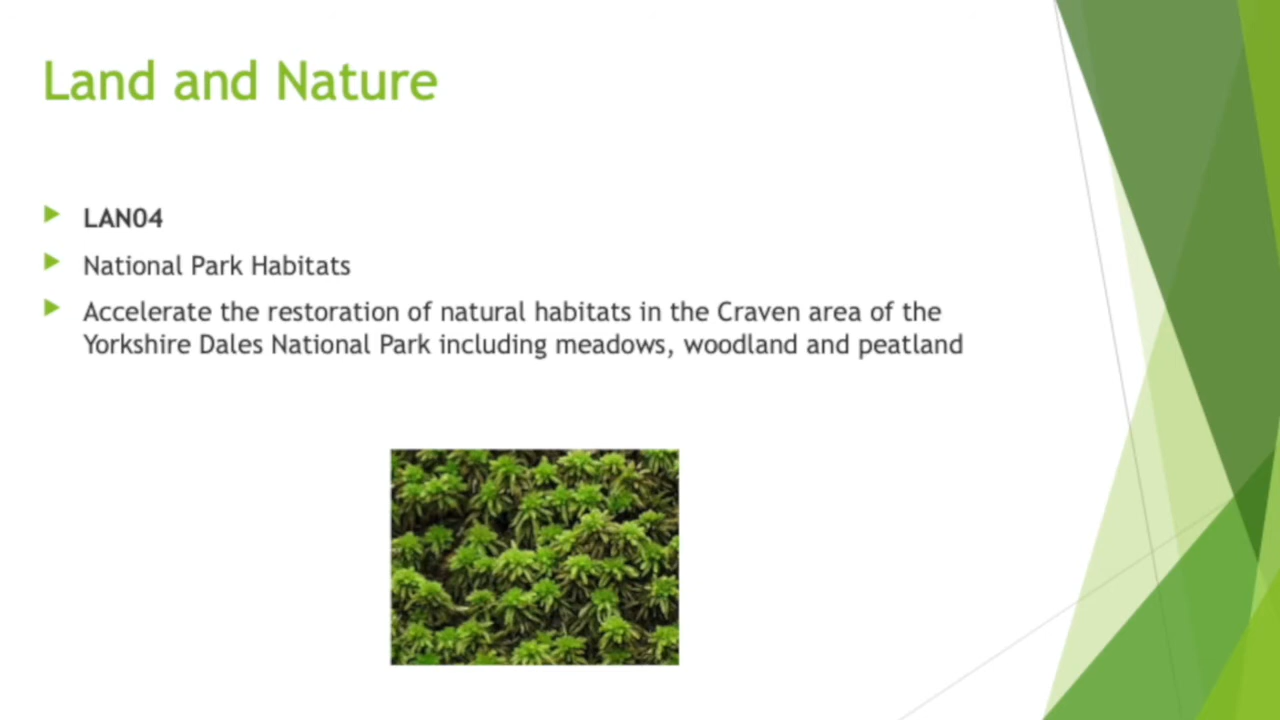 Land and Nature
LAN04
National Park Habitats
Accelerate the restoration of natural habitats in the Craven area of the
Yorkshire Dales National Park including meadows, woodland and peatland